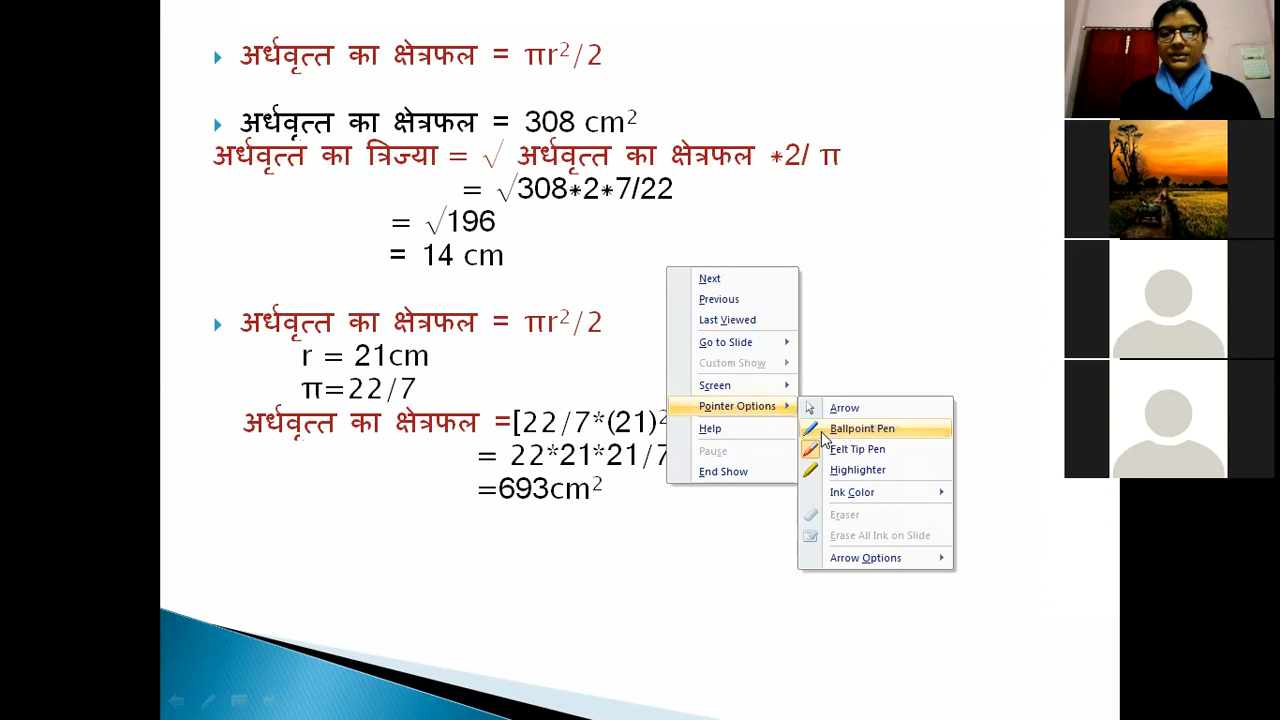 अर्धवृत्त का क्षेत्रफल = πr²/2
अर्धवृत्त का क्षेत्रफल = 308 cm²
अर्धवृत्त का त्रिज्या = √ अर्धवृत्त का क्षेत्रफल *2/ π
= √308*2*7/22
= √196
= 14 cm
अर्धवृत्त का क्षेत्रफल = πr²/2
r = 21cm
π=22/7
अर्धवृत्त का क्षेत्रफल =[22/7*(21)²
= 22*21*21/7
=693cm²
Next
Previous
Last Viewed
Go to Slide
Custom Show
Screen
Pointer Options
Help
Pause
End Show
Arrow
Ballpoint Pen
Felt Tip Pen
Highlighter
Ink Color
Eraser
Erase All Ink on Slide
Arrow Options